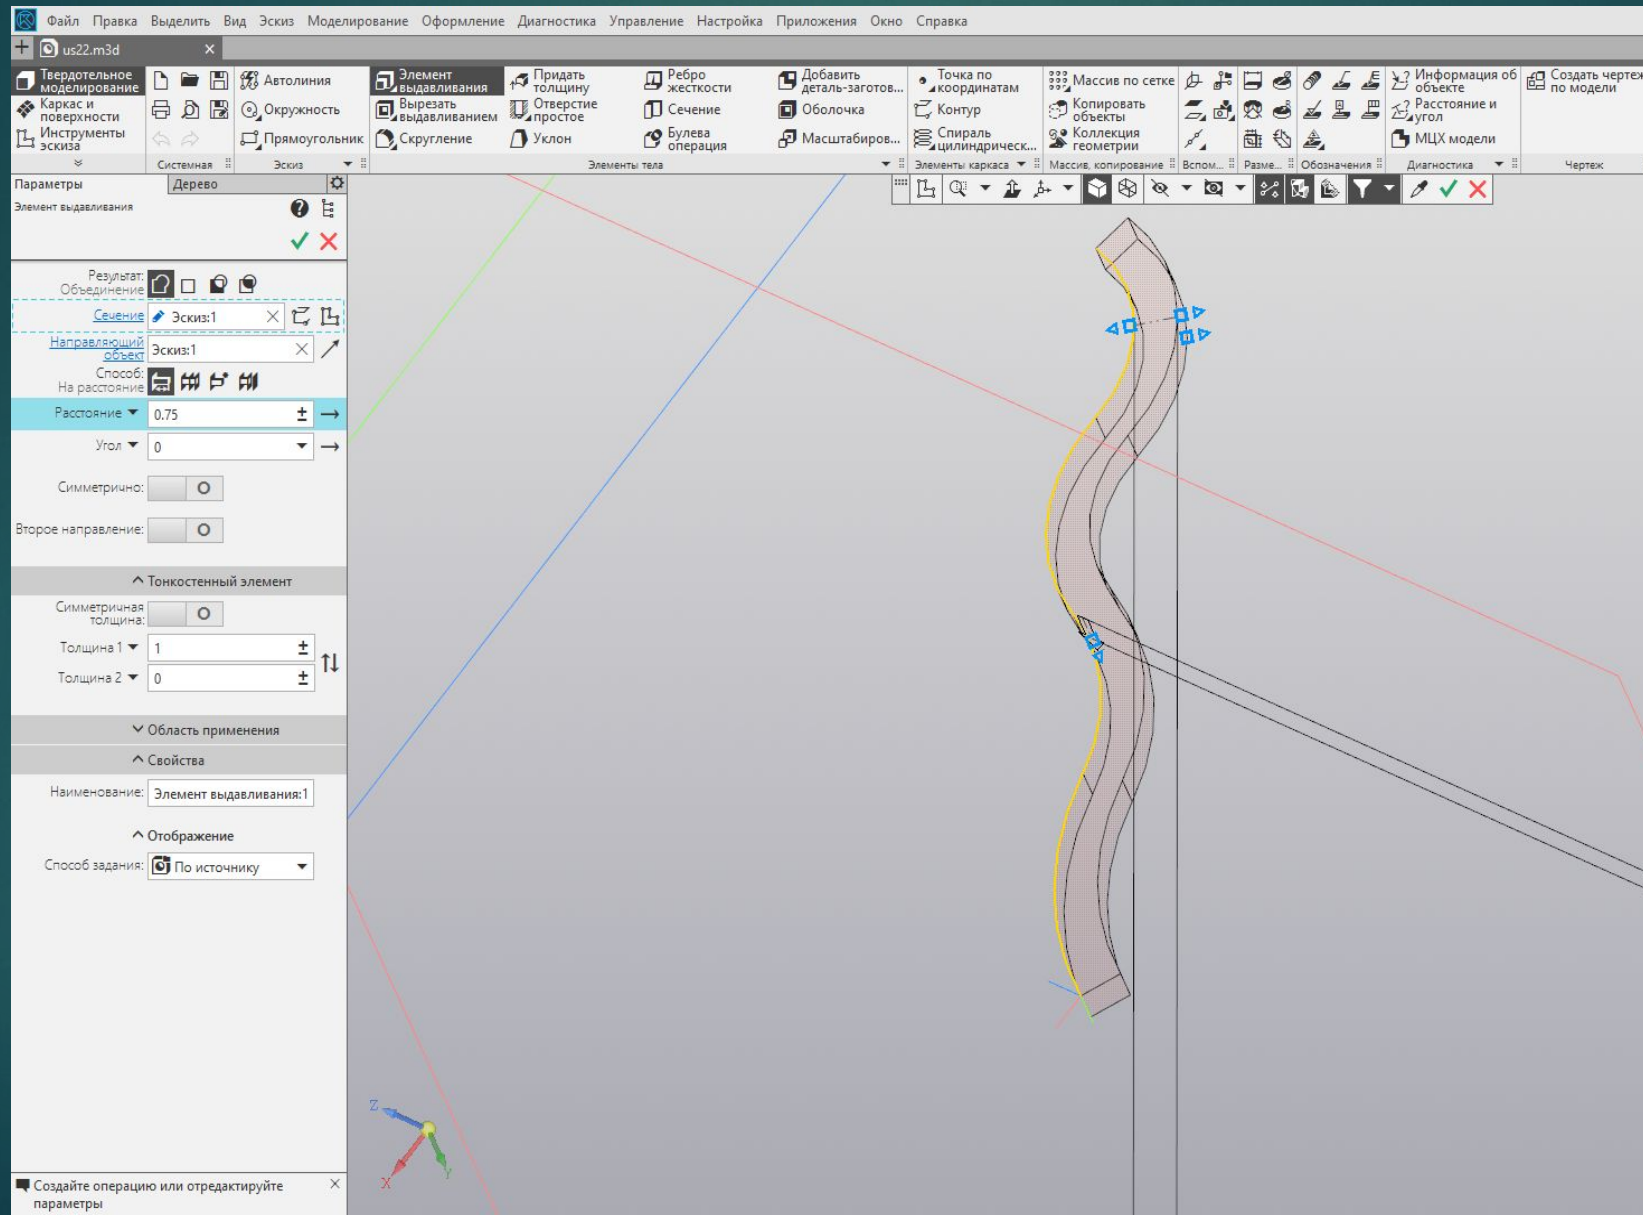 Файл Правка Выделить Вид Эскиз Моделирование Оформление Диагностика Управление Настройка Приложения Окно Справка
us22.m3d
Твердотельное моделирование
Каркас и поверхности
Инструменты эскиза
Системная
Автолиния
Окружность
Прямоугольник
Эскиз
Элемент выдавливания
Вырезать выдавливанием
Скругление
Придать толщину
Отверстие простое
Уклон
Ребро жесткости
Сечение
Булева операция
Добавить деталь-заготов...
Оболочка
Масштабиров...
Элементы тела
Точка по координатам
Контур
Спираль цилиндрическ...
Элементы каркаса
Массив по сетке
Копировать объекты
Коллекция геометрии
Массив, копирование
Вспом...
Разме...
Обозначения
Информация об объекте
Расстояние и угол
МЦХ модели
Диагностика
Создать чертеж по модели
Чертеж
Параметры
Дерево
Элемент выдавливания
Результат: Объединение
Сечение Эскиз:1
Направляющий объект Эскиз:1
Способ: На расстояние
Расстояние 0.75
Угол 0
Симметрично:
Второе направление:
Тонкостенный элемент
Симметричная толщина:
Толщина 1 1
Толщина 2 0
Область применения
Свойства
Наименование: Элемент выдавливания:1
Отображение
Способ задания: По источнику
Z
X
Y
Создайте операцию или отредактируйте
параметры